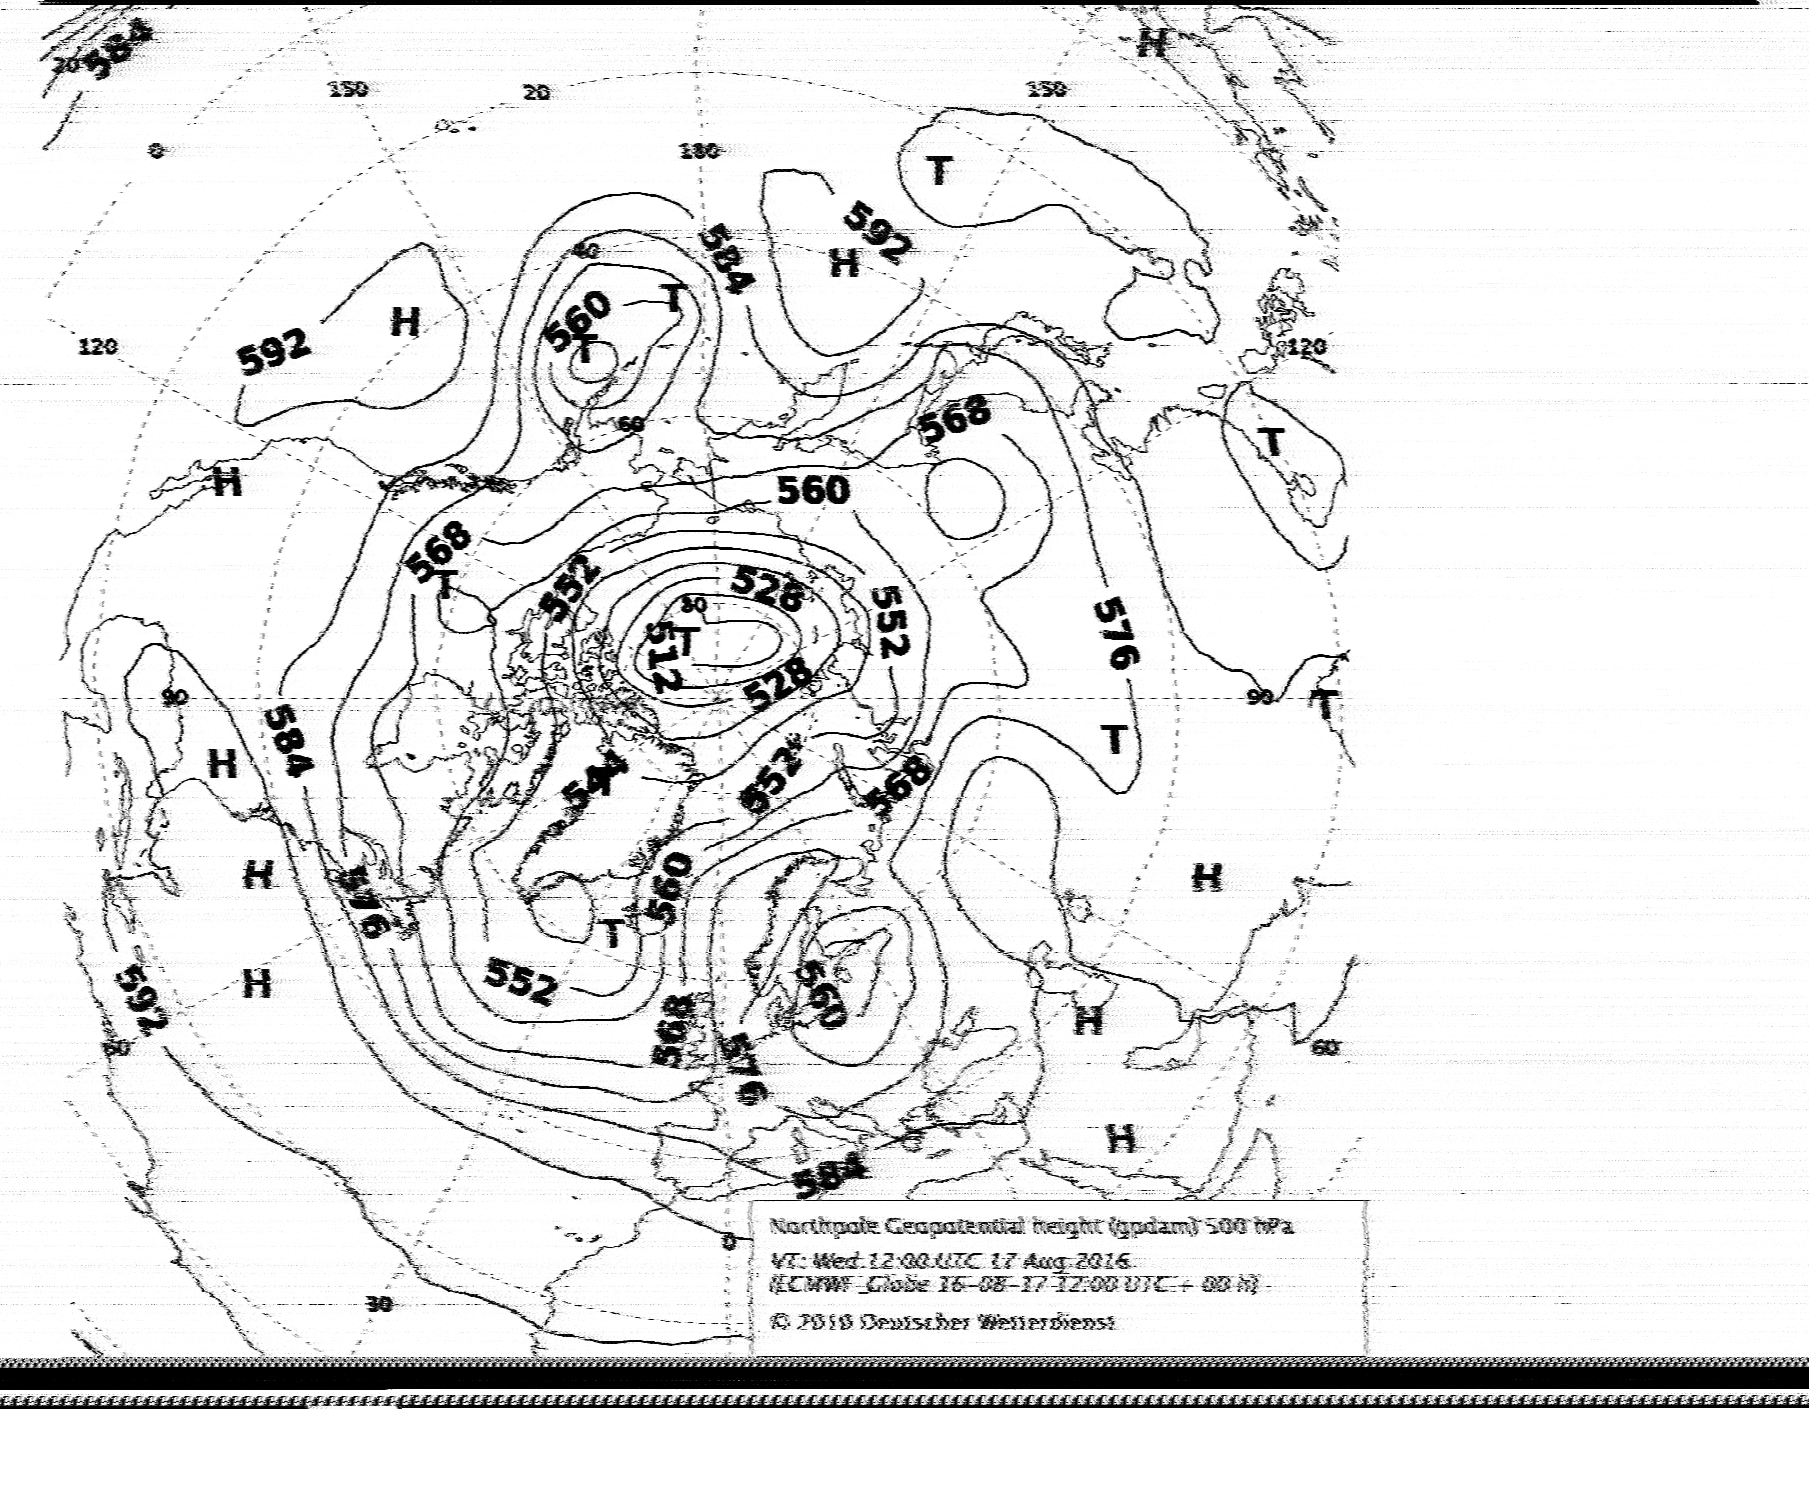 584
H
20
150
20
150
0
180
T
592
H
584
40
T
560
H
592
T
120
120
568
60
T
H
560
568
T
552
528
80
T
552
512
576
528
90
90
T
584
T
H
552
568
544
H
H
560
576
T
H
552
592
560
H
568
576
60
60
H
584
0
30
Northpole Geopotential height (gpdam) 500 hPa
VT: Wed 12:00 UTC 17 Aug 2016
(ECMWF_Globe 16-08-17 12:00 UTC + 00 h)
© 2010 Deutscher Wetterdienst